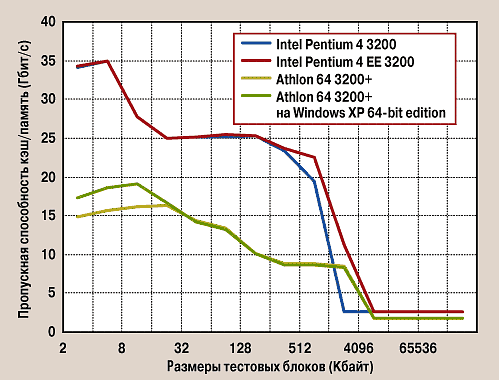 Пропускная способность кэш/память (Гбит/с)
40
35
30
25
20
15
10
5
0
Intel Pentium 4 3200
Intel Pentium 4 EE 3200
Athlon 64 3200+
Athlon 64 3200+
на Windows XP 64-bit edition
2 8 32 128 512 4096 65536
Размеры тестовых блоков (Кбайт)